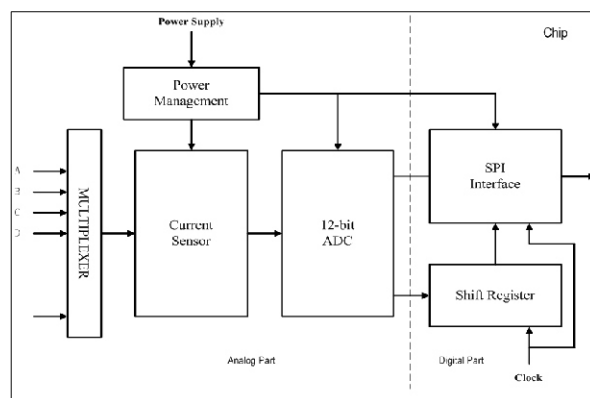 Power Supply
Chip
Power
Management
A
B
C
D
MULTIPLEXER
Current
Sensor
12-bit
ADC
SPI
Interface
Shift Register
Analog Part
Digital Part
Clock